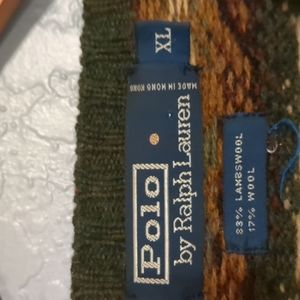 XL
MADE IN HONG KONG
Polo
by Ralph Lauren
83% LAMBSWOOL
17% WOOL